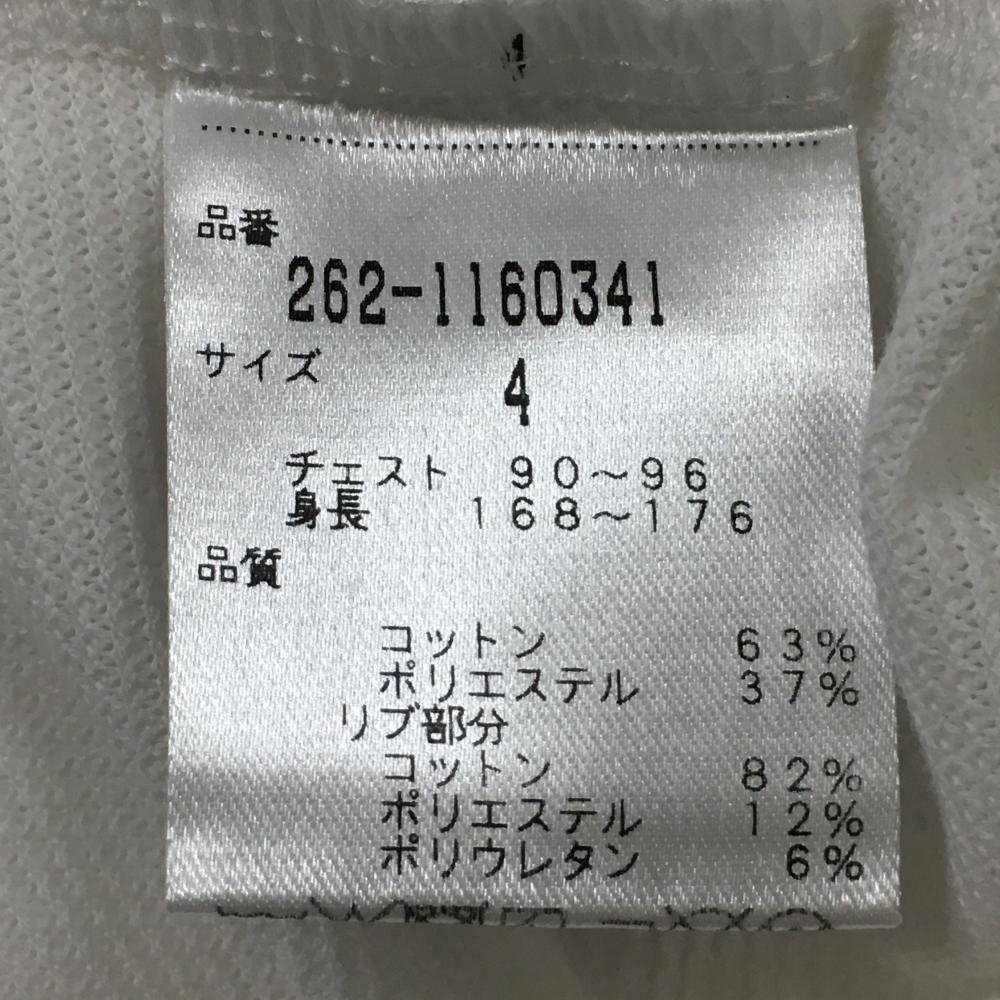 4
品番
262-1160341
サイズ
4
チェスト 90～96
身長 168～176
品質
コットン 63%
ポリエステル 37%
リブ部分
コットン 82%
ポリエステル 12%
ポリウレタン 6%